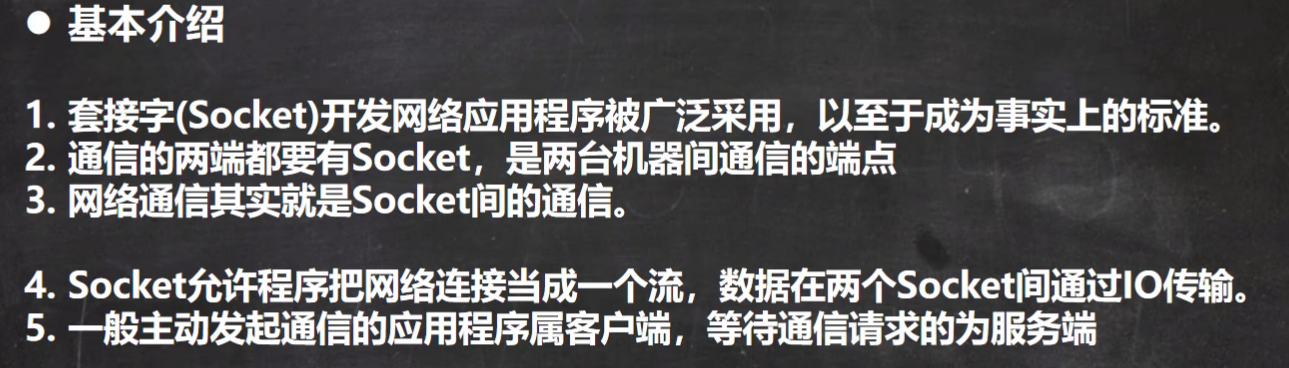 ● 基本介绍
1. 套接字(Socket)开发网络应用程序被广泛采用，以至于成为事实上的标准。
2. 通信的两端都要有Socket，是两台机器间通信的端点
3. 网络通信其实就是Socket间的通信。
4. Socket允许程序把网络连接当成一个流，数据在两个Socket间通过IO传输。
5. 一般主动发起通信的应用程序属客户端，等待通信请求的为服务端